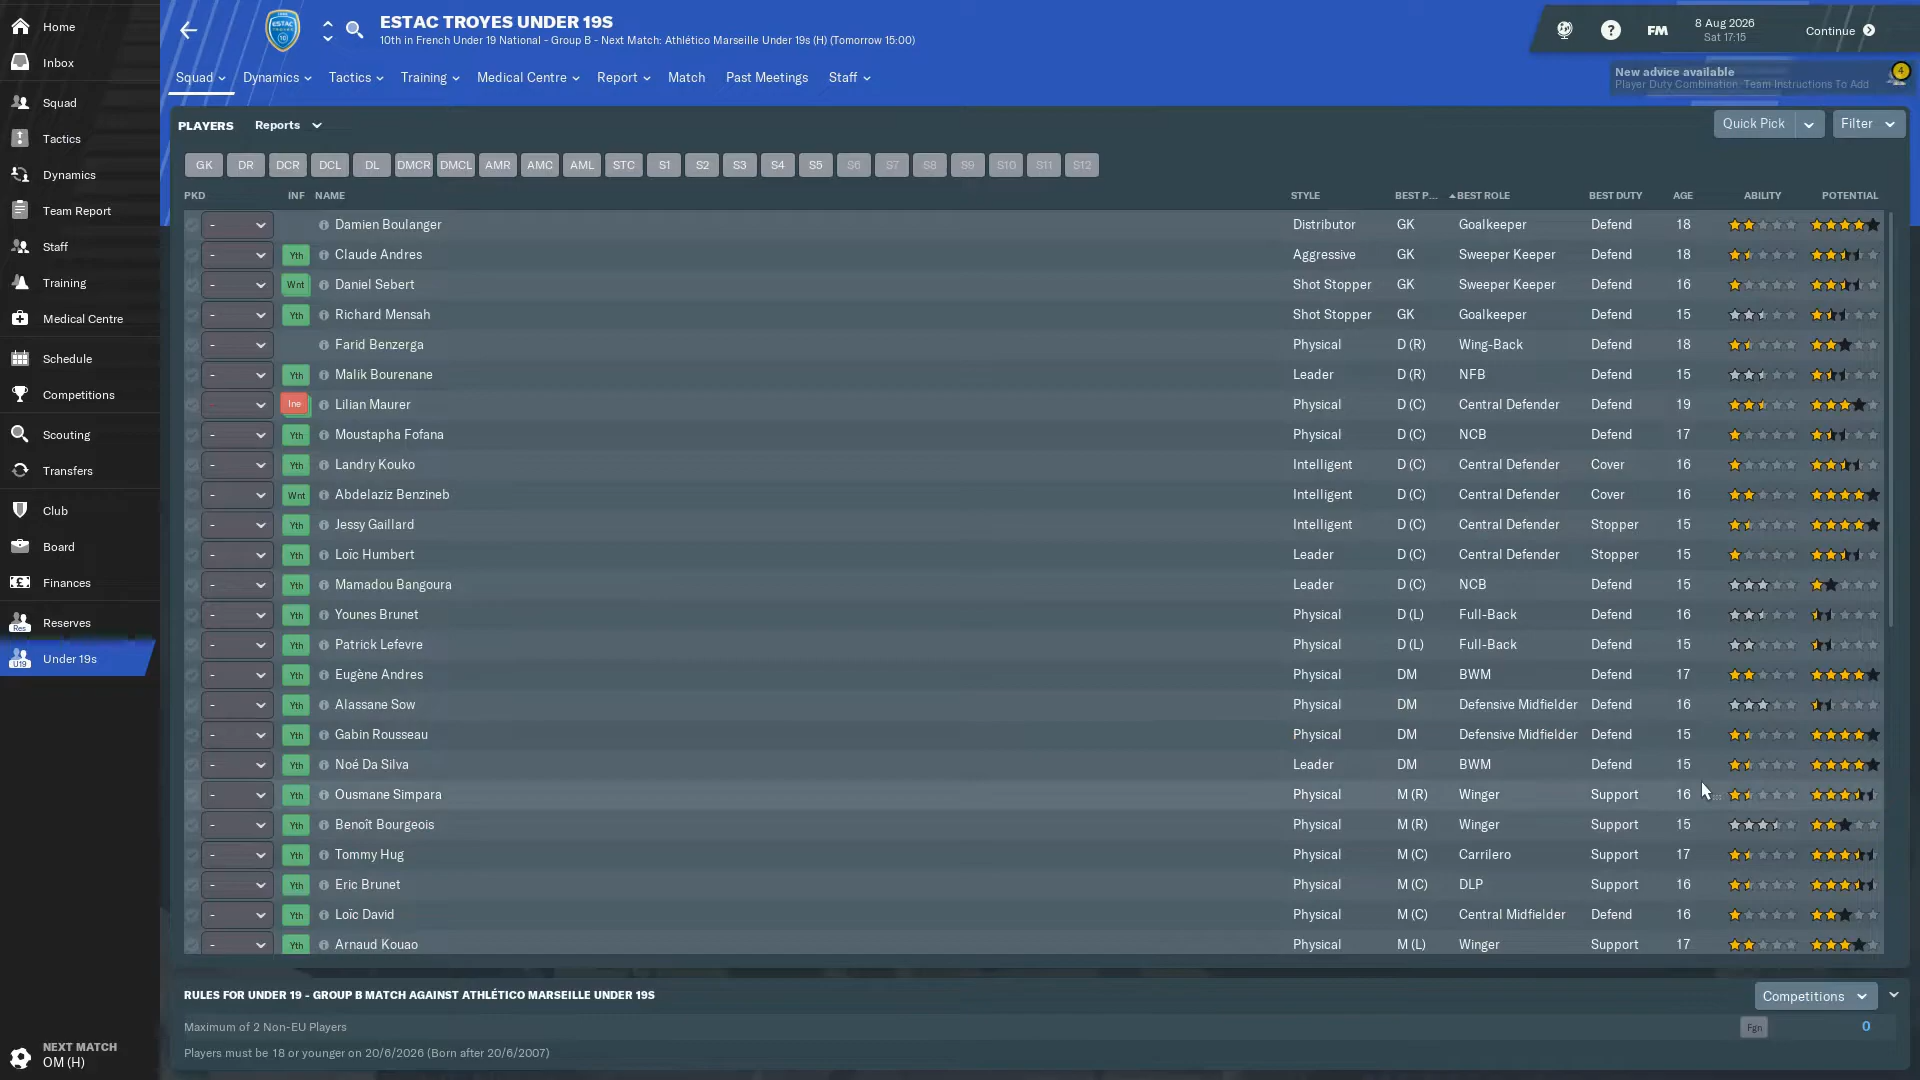 ESTAC TROYES UNDER 19S
10th in French Under 19 National - Group B - Next Match: Athlético Marseille Under 19s (H) (Tomorrow 15:00)
FM
8 Aug 2026
Sat 17:15
Continue
Squad Dynamics Tactics Training Medical Centre Report Match Past Meetings Staff
New advice available
Player Duty Combination, Team Instructions To Add
4
Home
Inbox
Squad
Tactics
Dynamics
Team Report
Staff
Training
Medical Centre
Schedule
Competitions
Scouting
Transfers
Club
Board
Finances
Reserves
Under 19s
NEXT MATCH
OM (H)
PLAYERS Reports
Quick Pick Filter
GK DR DCR DCL DL DMCR DMCL AMR AMC AML STC S1 S2 S3 S4 S5 S6 S7 S8 S9 S10 S11 S12
PKD INF NAME STYLE BEST P... BEST ROLE BEST DUTY AGE ABILITY POTENTIAL
- Damien Boulanger Distributor GK Goalkeeper Defend 18
- Yth Claude Andres Aggressive GK Sweeper Keeper Defend 18
- Wnt Daniel Sebert Shot Stopper GK Sweeper Keeper Defend 16
- Yth Richard Mensah Shot Stopper GK Goalkeeper Defend 15
- Farid Benzerga Physical D (R) Wing-Back Defend 18
- Yth Malik Bourenane Leader D (R) NFB Defend 15
- Ine Lilian Maurer Physical D (C) Central Defender Defend 19
- Yth Moustapha Fofana Physical D (C) NCB Defend 17
- Yth Landry Kouko Intelligent D (C) Central Defender Cover 16
- Wnt Abdelaziz Benzineb Intelligent D (C) Central Defender Cover 16
- Yth Jessy Gaillard Intelligent D (C) Central Defender Stopper 15
- Yth Loïc Humbert Leader D (C) Central Defender Stopper 15
- Yth Mamadou Bangoura Leader D (C) NCB Defend 15
- Yth Younes Brunet Physical D (L) Full-Back Defend 16
- Yth Patrick Lefevre Physical D (L) Full-Back Defend 15
- Yth Eugène Andres Physical DM BWM Defend 17
- Yth Alassane Sow Physical DM Defensive Midfielder Defend 16
- Yth Gabin Rousseau Physical DM Defensive Midfielder Defend 15
- Yth Noé Da Silva Leader DM BWM Defend 15
- Yth Ousmane Simpara Physical M (R) Winger Support 16
- Yth Benoît Bourgeois Physical M (R) Winger Support 15
- Yth Tommy Hug Physical M (C) Carrilero Support 17
- Yth Eric Brunet Physical M (C) DLP Support 16
- Yth Loïc David Physical M (C) Central Midfielder Defend 16
- Yth Arnaud Kouao Physical M (L) Winger Support 17
RULES FOR UNDER 19 - GROUP B MATCH AGAINST ATHLÉTICO MARSEILLE UNDER 19S
Competitions
Maximum of 2 Non-EU Players Fgn 0
Players must be 18 or younger on 20/6/2026 (Born after 20/6/2007)